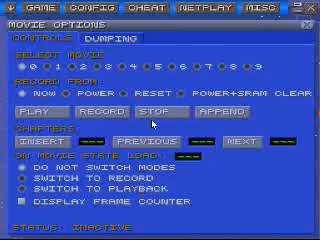 GAME CONFIG CHEAT NETPLAY MISC
MOVIE OPTIONS
CONTROLS DUMPING
SELECT MOVIE
0 1 2 3 4 5 6 7 8 9
RECORD FROM:
NOW POWER RESET POWER+SRAM CLEAR
PLAY RECORD STOP APPEND
CHAPTERS:
INSERT --- PREVIOUS --- NEXT ---
ON MOVIE STATE LOAD: ---
DO NOT SWITCH MODES
SWITCH TO RECORD
SWITCH TO PLAYBACK
DISPLAY FRAME COUNTER
STATUS: INACTIVE